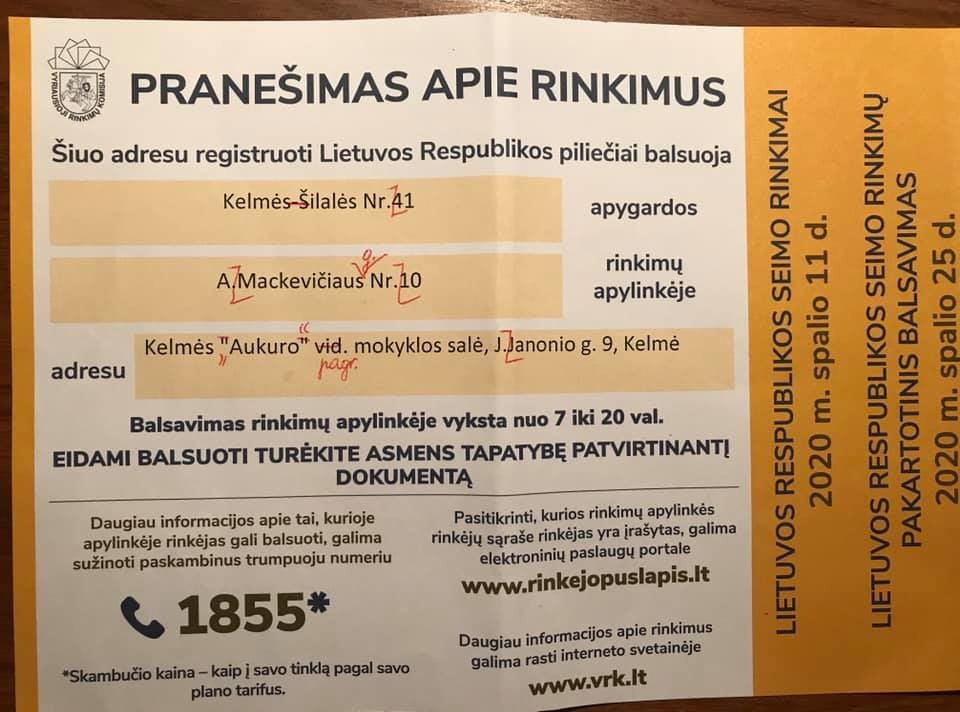 VYRIAUSIOJI RINKIMŲ KOMISIJA
PRANEŠIMAS APIE RINKIMUS
Šiuo adresu registruoti Lietuvos Respublikos piliečiai balsuoja
Kelmės-Šilalės Nr.41
apygardos
g.
A.Mackevičiaus Nr.10
rinkimų
apylinkėje
adresu
Kelmės "Aukuro" vid. mokyklos salė, J.Janonio g. 9, Kelmė
„ “
pagr.
Balsavimas rinkimų apylinkėje vyksta nuo 7 iki 20 val.
EIDAMI BALSUOTI TURĖKITE ASMENS TAPATYBĘ PATVIRTINANTĮ
DOKUMENTĄ
Daugiau informacijos apie tai, kurioje
apylinkėje rinkėjas gali balsuoti, galima
sužinoti paskambinus trumpuoju numeriu
1855*
*Skambučio kaina – kaip į savo tinklą pagal savo
plano tarifus.
Pasitikrinti, kurios rinkimų apylinkės
rinkėjų sąraše rinkėjas yra įrašytas, galima
elektroninių paslaugų portale
www.rinkejopuslapis.lt
Daugiau informacijos apie rinkimus
galima rasti interneto svetainėje
www.vrk.lt
LIETUVOS RESPUBLIKOS SEIMO RINKIMAI
2020 m. spalio 11 d.
LIETUVOS RESPUBLIKOS SEIMO RINKIMŲ
PAKARTOTINIS BALSAVIMAS
2020 m. spalio 25 d.